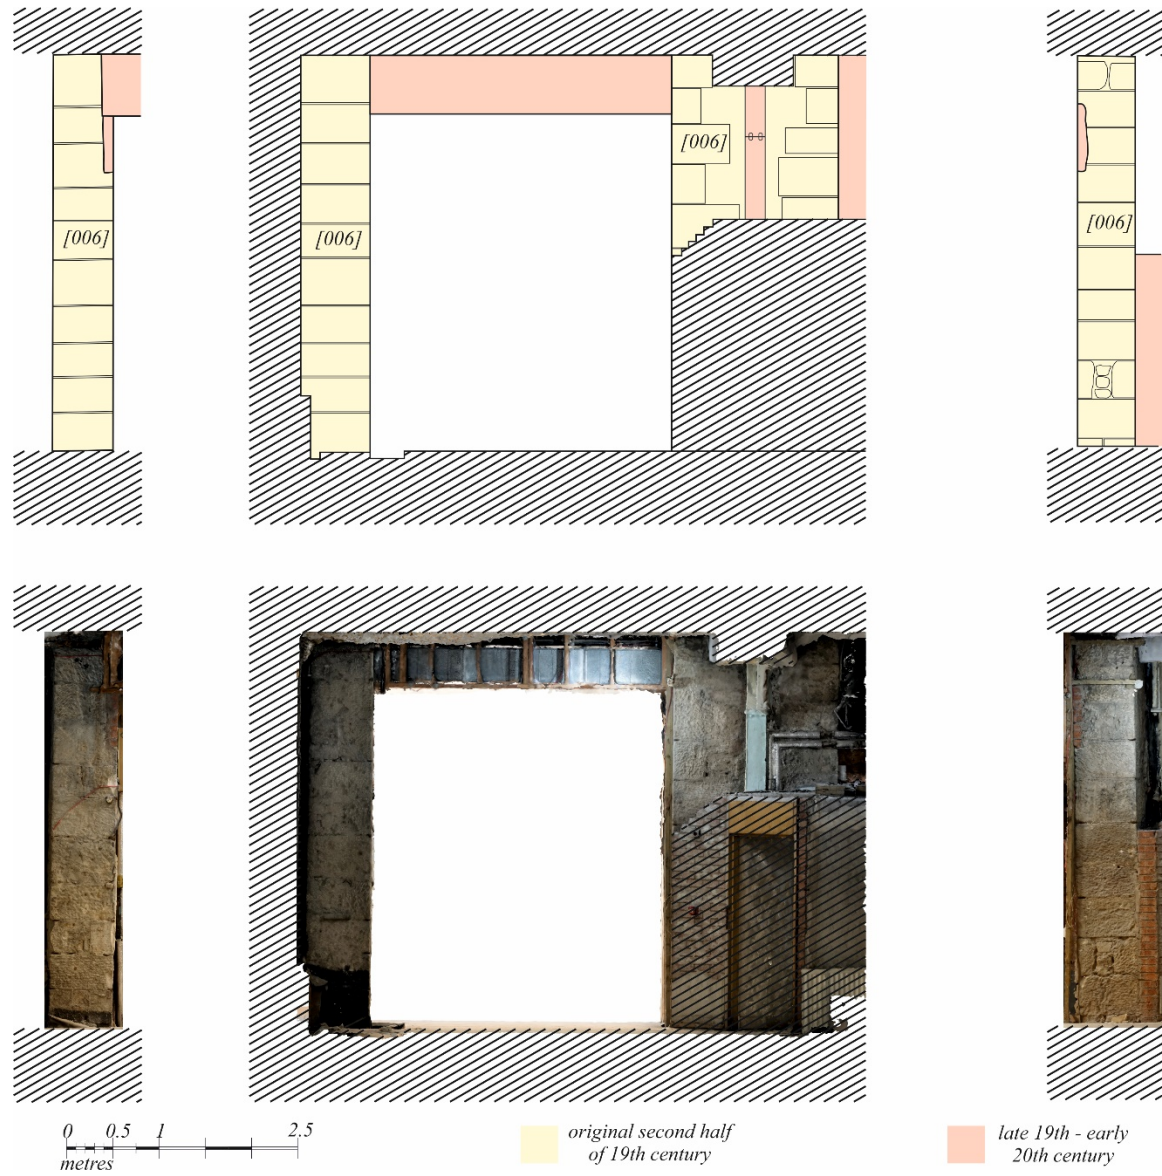 [006]
[006]
[006]
[006]
0 0.5 1 2.5
metres
original second half
of 19th century
late 19th - early
20th century